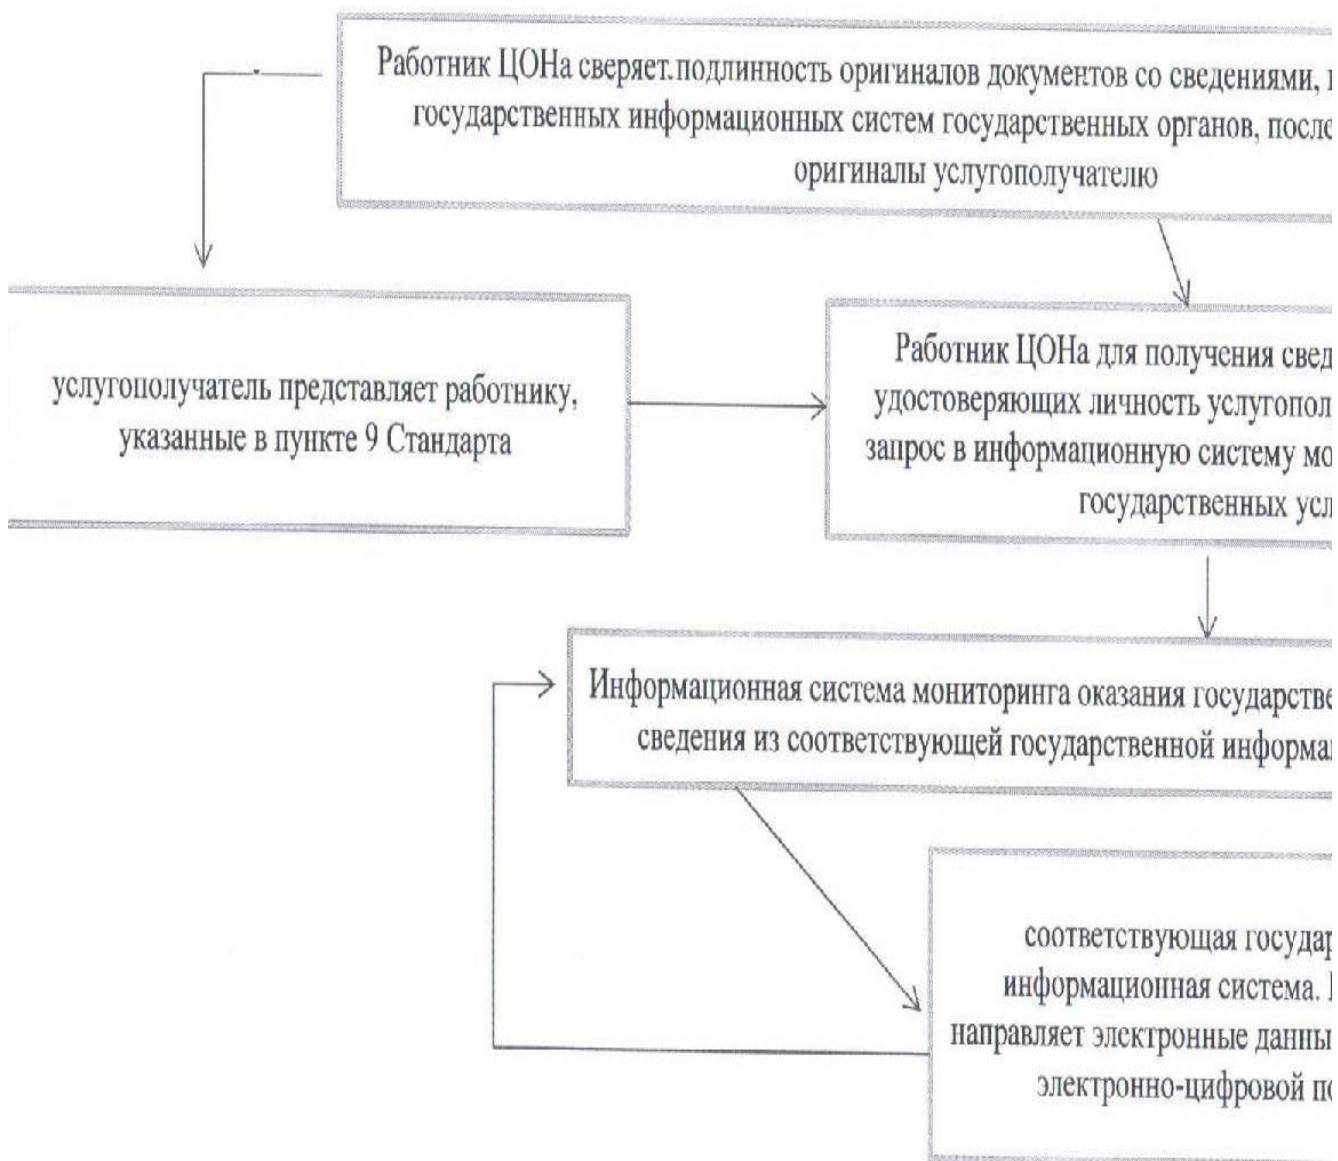 Работник ЦОНа сверяет подлинность оригиналов документов со сведениями,
государственных информационных систем государственных органов, после
оригиналы услугополучателю
услугополучатель представляет работнику,
указанные в пункте 9 Стандарта
Работник ЦОНа для получения свед
удостоверяющих личность услугопол
запрос в информационную систему мо
государственных усл
Информационная система мониторинга оказания государстве
сведения из соответствующей государственной информа
соответствующая государ
информационная система.
направляет электронные данны
электронно-цифровой по